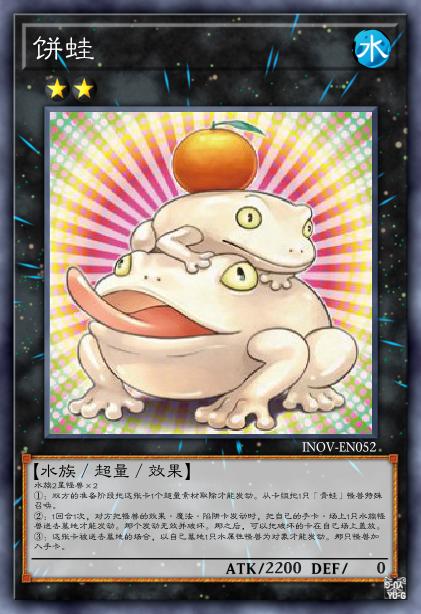 饼蛙
水
INOV-EN052
【水族／超量／效果】
水族2星怪兽×2
①：双方的准备阶段把这张卡1个超量素材取除才能发动。从卡组把1只「青蛙」怪兽特殊
召唤。
②：1回合1次，对方把怪兽的效果·魔法·陷阱卡发动时，把自己的手卡·场上1只水族怪
兽送去墓地才能发动。那个发动无效并破坏。那之后，可以把破坏的卡在自己场上盖放。
③：这张卡被送去墓地的场合，以自己墓地1只水属性怪兽为对象才能发动。那只怪兽加
入手卡。
ATK/2200 DEF/ 0